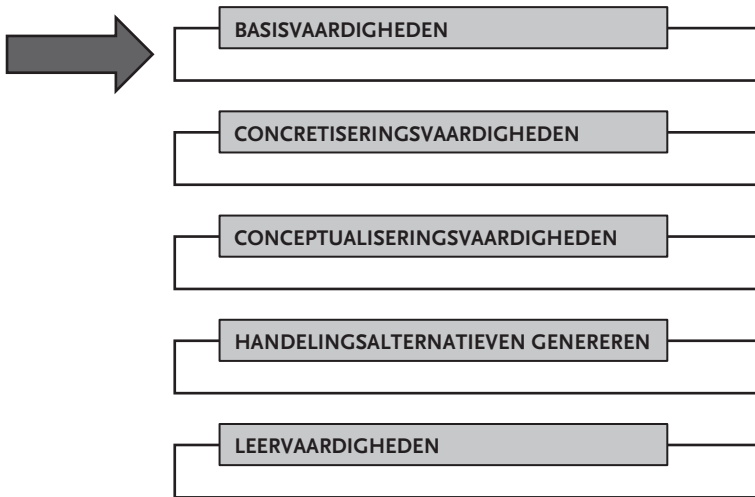 BASISVAARDIGHEDEN
CONCRETISERINGSVAARDIGHEDEN
CONCEPTUALISERINGSVAARDIGHEDEN
HANDELINGSALTERNATIEVEN GENEREREN
LEERVAARDIGHEDEN